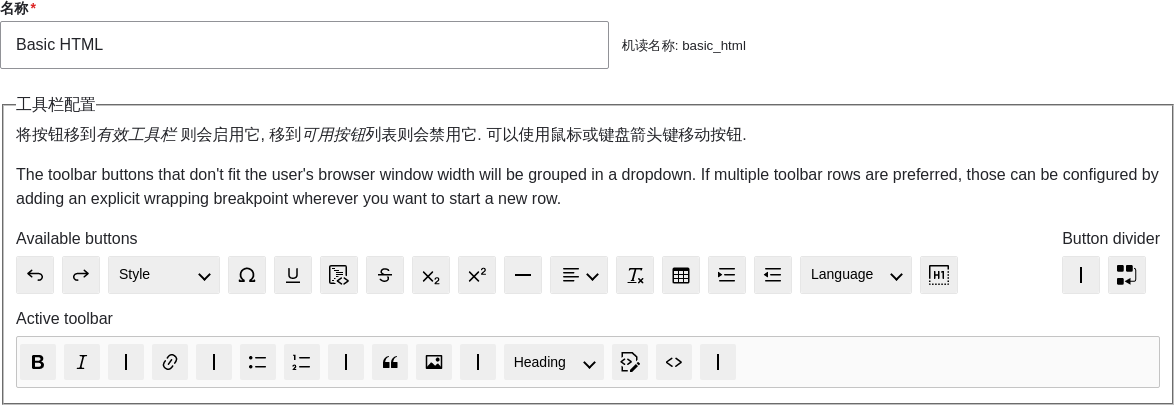 名称*
Basic HTML
机读名称: basic_html
工具栏配置
将按钮移到有效工具栏 则会启用它, 移到可用按钮列表则会禁用它. 可以使用鼠标或键盘箭头键移动按钮.
The toolbar buttons that don't fit the user's browser window width will be grouped in a dropdown. If multiple toolbar rows are preferred, those can be configured by
adding an explicit wrapping breakpoint wherever you want to start a new row.
Available buttons
Button divider
Style
Language
Active toolbar
Heading